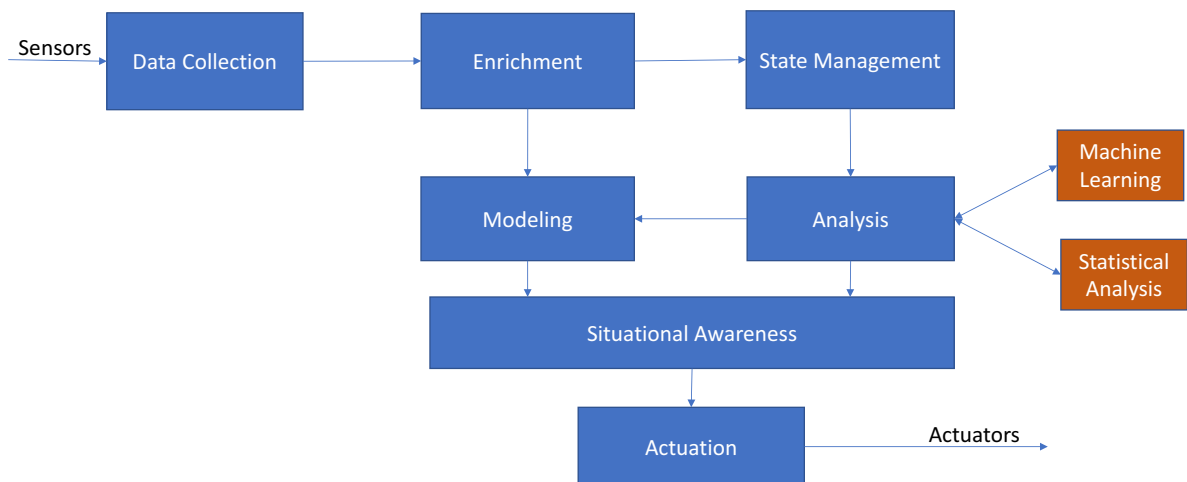 Sensors
Data Collection
Enrichment
State Management
Machine
Learning
Modeling
Analysis
Statistical
Analysis
Situational Awareness
Actuation
Actuators